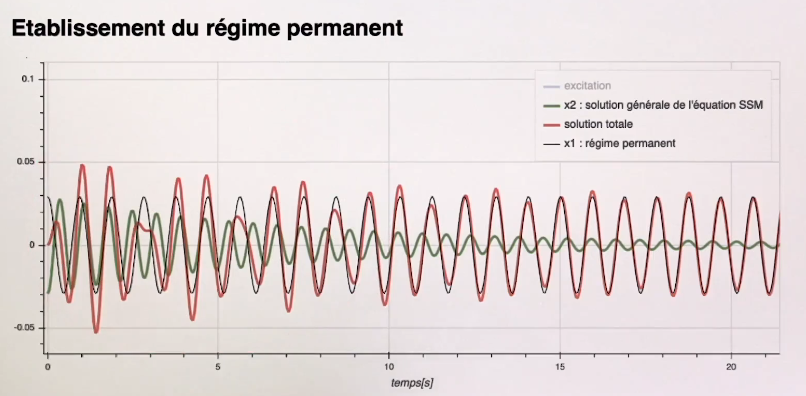 Etablissement du régime permanent
0.1
0.05
0
-0.05
excitation
x2 : solution générale de l'équation SSM
solution totale
x1 : régime permanent
0
5
10
15
20
temps[s]